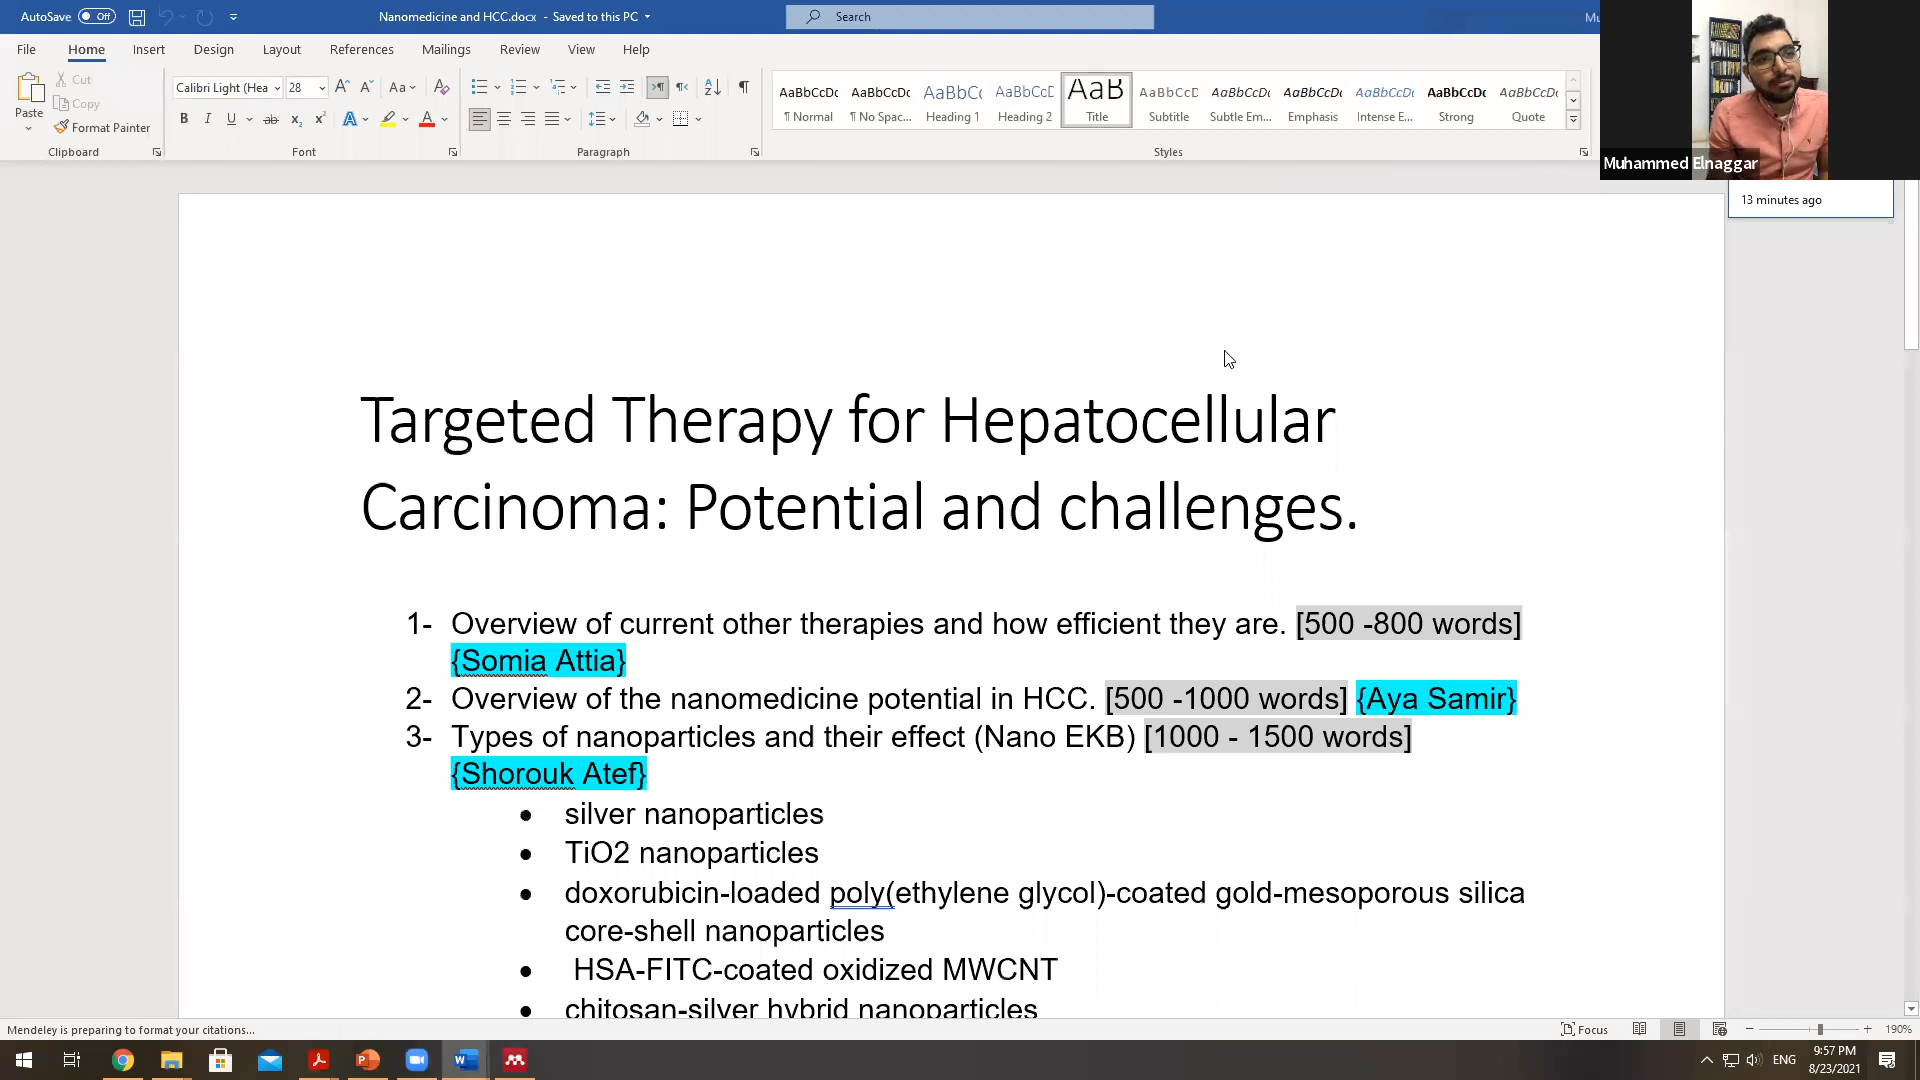 AutoSave Off Nanomedicine and HCC.docx - Saved to this PC Search
File Home Insert Design Layout References Mailings Review View Help
Paste Cut Copy Format Painter Clipboard
Calibri Light (Hea 28 Aa Font
Paragraph
AaBbCcDc ¶ Normal
AaBbCcDc ¶ No Spac...
AaBbCc Heading 1
AaBbCcD Heading 2
AaB Title
AaBbCcD Subtitle
AaBbCcDc Subtle Em...
AaBbCcDc Emphasis
AaBbCcDc Intense E...
AaBbCcDc Strong
AaBbCcDc Quote
Styles
Muhammed Elnaggar
13 minutes ago
Targeted Therapy for Hepatocellular
Carcinoma: Potential and challenges.
1- Overview of current other therapies and how efficient they are. [500 -800 words]
{Somia Attia}
2- Overview of the nanomedicine potential in HCC. [500 -1000 words] {Aya Samir}
3- Types of nanoparticles and their effect (Nano EKB) [1000 - 1500 words]
{Shorouk Atef}
• silver nanoparticles
• TiO2 nanoparticles
• doxorubicin-loaded poly(ethylene glycol)-coated gold-mesoporous silica
core-shell nanoparticles
• HSA-FITC-coated oxidized MWCNT
• chitosan-silver hybrid nanoparticles
Mendeley is preparing to format your citations... Focus 190%
ENG 9:57 PM
8/23/2021